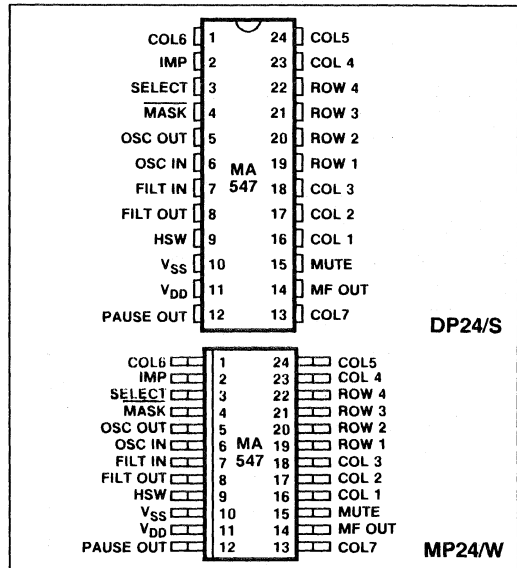 COL6 1 24 COL5
IMP 2 23 COL 4
SELECT 3 22 ROW 4
MASK 4 21 ROW 3
OSC OUT 5 20 ROW 2
OSC IN 6 19 ROW 1
MA
547
FILT IN 7 18 COL 3
FILT OUT 8 17 COL 2
HSW 9 16 COL 1
VSS 10 15 MUTE
VDD 11 14 MF OUT
PAUSE OUT 12 13 COL7
DP24/S
COL6 1 24 COL5
IMP 2 23 COL 4
SELECT 3 22 ROW 4
MASK 4 21 ROW 3
OSC OUT 5 20 ROW 2
OSC IN 6 19 ROW 1
MA
547
FILT IN 7 18 COL 3
FILT OUT 8 17 COL 2
HSW 9 16 COL 1
VSS 10 15 MUTE
VDD 11 14 MF OUT
PAUSE OUT 12 13 COL7
MP24/W